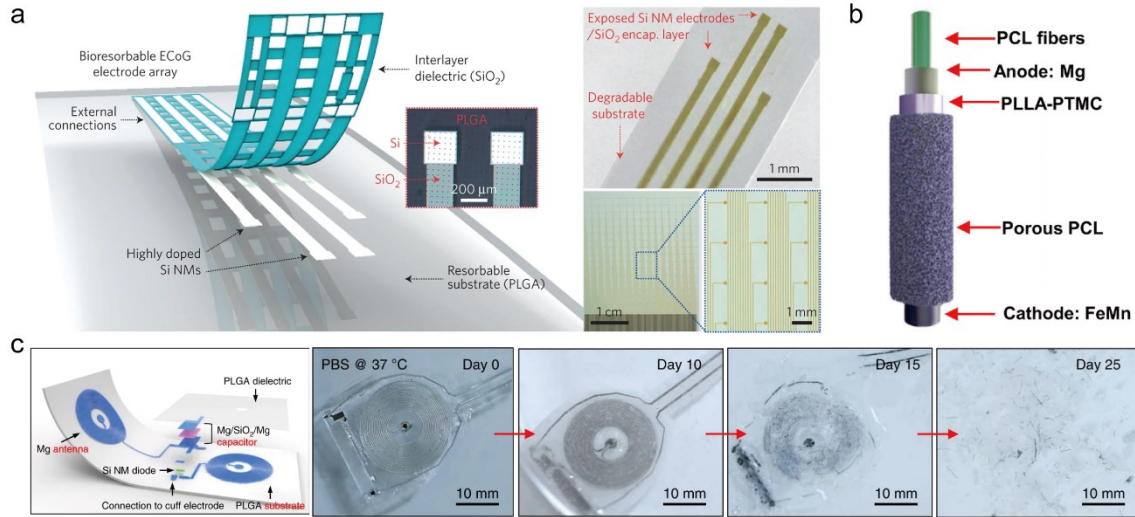 a
Bioresorbable ECoG
electrode array
External
connections
Interlayer
dielectric (SiO₂)
PLGA
Si
SiO₂
200 μm
Highly doped
Si NMs
Resorbable
substrate (PLGA)
Exposed Si NM electrodes
/SiO₂ encap. layer
Degradable
substrate
1 mm
1 cm
1 mm
b
PCL fibers
Anode: Mg
PLLA-PTMC
Porous PCL
Cathode: FeMn
c
PLGA dielectric
Mg/SiO₂/Mg
capacitor
Mg antenna
Si NM diode
Connection to cuff electrode
PLGA substrate
PBS @ 37 °C
Day 0
10 mm
Day 10
10 mm
Day 15
10 mm
Day 25
10 mm